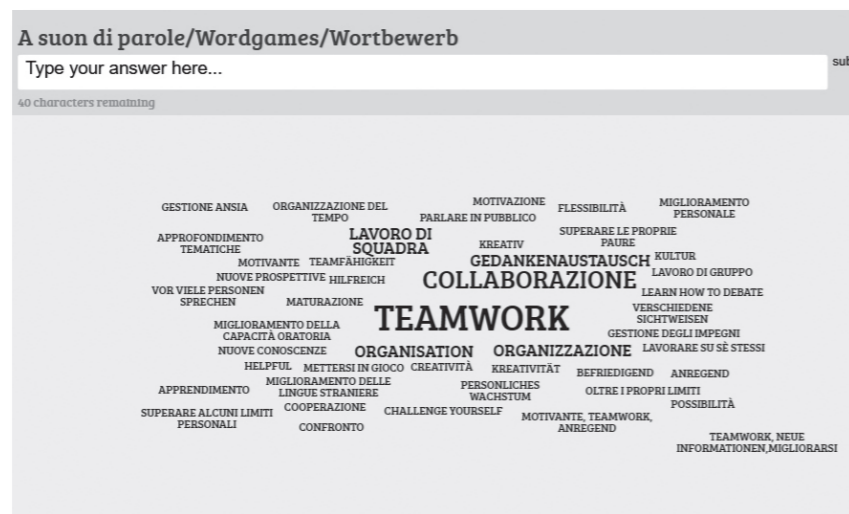 A suon di parole/Wordgames/Wortbewerb
Type your answer here...
40 characters remaining
GESTIONE ANSIA
ORGANIZZAZIONE DEL
TEMPO
MOTIVAZIONE
PARLARE IN PUBBLICO
FLESSIBILITÀ
MIGLIORAMENTO
PERSONALE
APPROFONDIMENTO
TEMATICHE
LAVORO DI
SQUADRA
KREATIV
SUPERARE LE PROPRIE
PAURE
MOTIVANTE
TEAMFÄHIGKEIT
GEDANKENAUSTAUSCH
KULTUR
NUOVE PROSPETTIVE
HILFREICH
COLLABORAZIONE
LAVORO DI GRUPPO
VOR VIELE PERSONEN
SPRECHEN
MATURAZIONE
LEARN HOW TO DEBATE
TEAMWORK
VERSCHIEDENE
SICHTWEISEN
MIGLIORAMENTO DELLA
CAPACITÀ ORATORIA
GESTIONE DEGLI IMPEGNI
NUOVE CONOSCENZE
ORGANISATION
ORGANIZZAZIONE
LAVORARE SU SÈ STESSI
HELPFUL
METTERSI IN GIOCO
CREATIVITÀ
KREATIVITÄT
BEFRIEDIGEND
ANREGEND
APPRENDIMENTO
MIGLIORAMENTO DELLE
LINGUE STRANIERE
PERSONLICHES
WACHSTUM
OLTRE I PROPRI LIMITI
POSSIBILITÀ
SUPERARE ALCUNI LIMITI
PERSONALI
COOPERAZIONE
CHALLENGE YOURSELF
CONFRONTO
MOTIVANTE, TEAMWORK,
ANREGEND
TEAMWORK, NEUE
INFORMATIONEN,MIGLIORARSI